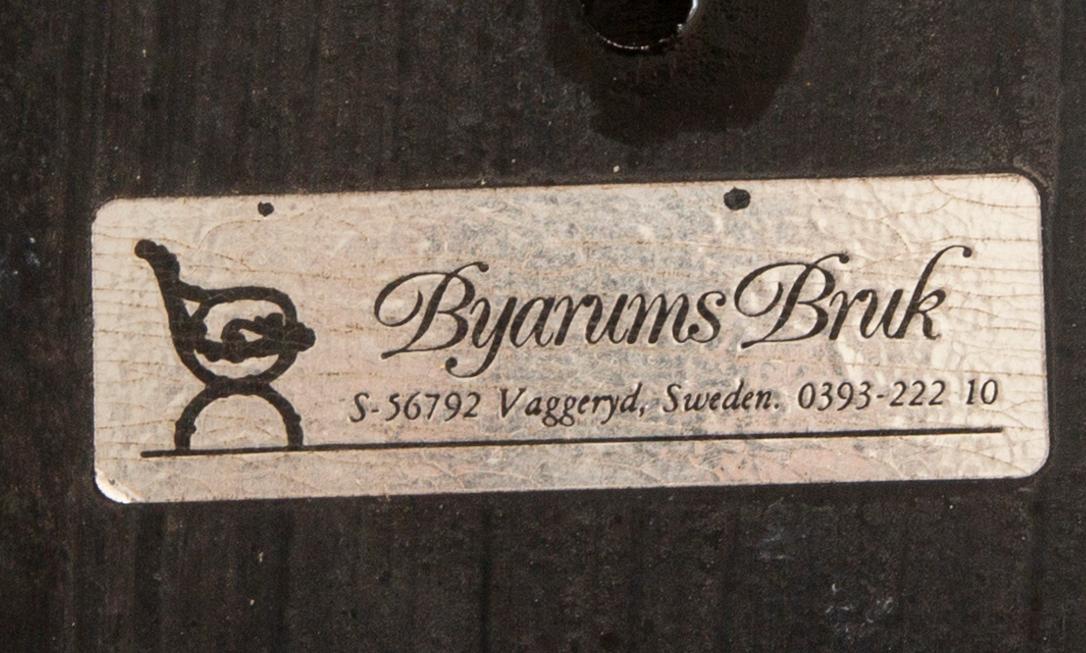 Byarums Bruk
S-56792 Vaggeryd, Sweden. 0393-222 10